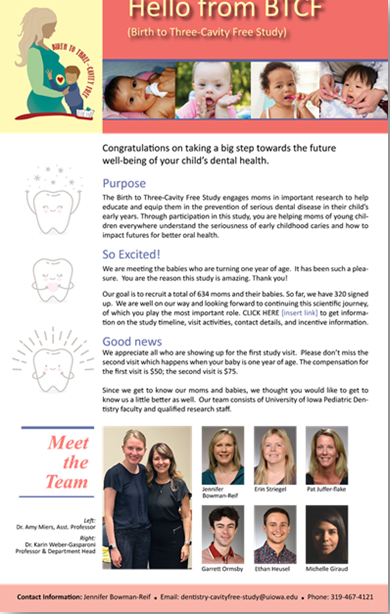 Hello from BTCF
(Birth to Three-Cavity Free Study)
BIRTH TO THREE-CAVITY FREE
Congratulations on taking a big step towards the future
well-being of your child's dental health.
Purpose
The Birth to Three-Cavity Free Study engages moms in important research to help
educate and equip them in the prevention of serious dental disease in their child's
early years. Through participation in this study, you are helping moms of young chil-
dren everywhere understand the seriousness of early childhood caries and how to
impact futures for better oral health.
So Excited!
We are meeting the babies who are turning one year of age. It has been such a plea-
sure. You are the reason this study is amazing. Thank you!
Our goal is to recruit a total of 634 moms and their babies. So far, we have 320 signed
up. We are well on our way and looking forward to continuing this scientific journey,
of which you play the most important role. CLICK HERE [insert link] to get informa-
tion on the study timeline, visit activities, contact details, and incentive information.
Good news
We appreciate all who are showing up for the first study visit. Please don't miss the
second visit which happens when your baby is one year of age. The compensation for
the first visit is $50; the second visit is $75.
Since we get to know our moms and babies, we thought you would like to get to
know us a little better as well. Our team consists of University of Iowa Pediatric Den-
tistry faculty and qualified research staff.
Meet
the
Team
Left:
Dr. Amy Miers, Asst. Professor
Right:
Dr. Karin Weber-Gasparoni
Professor & Department Head
Jennifer
Bowman-Reif
Erin Striegel
Pat Juffer-flake
Garrett Ormsby
Ethan Heusel
Michelle Giraud
Contact Information: Jennifer Bowman-Reif • Email: dentistry-cavityfree-study@uiowa.edu • Phone: 319-467-4121